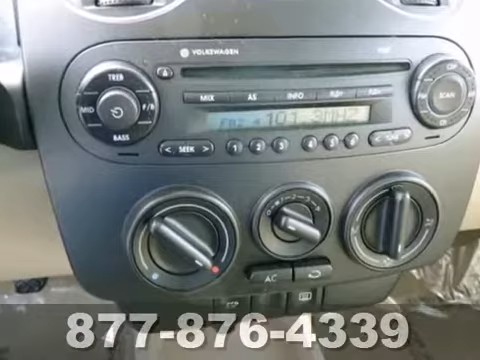 VOLKSWAGEN
TREB
MID
F/B
BASS
MIX AS INFO
SCAN
101.9
< SEEK >
1 2 3 4 5 6
AC
877-876-4339